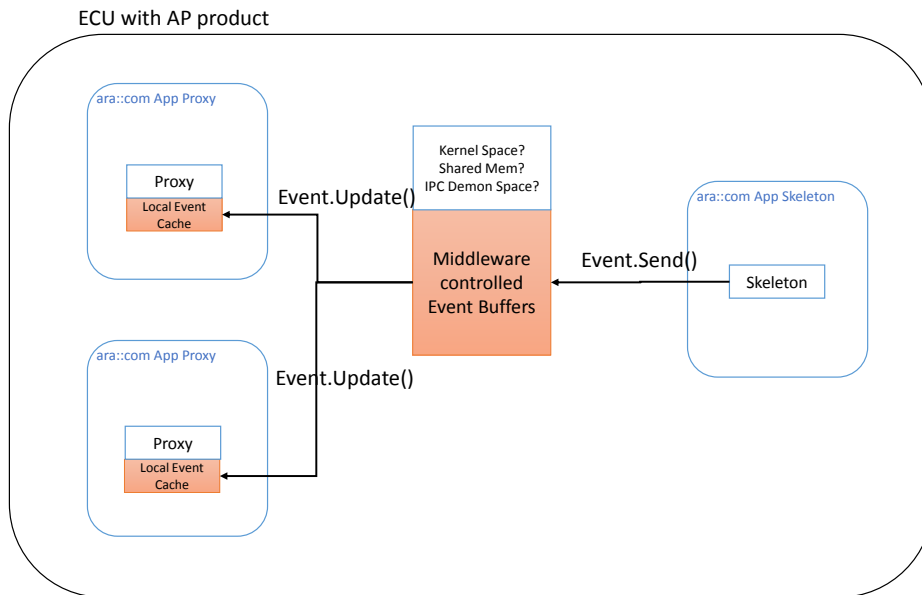 ECU with AP product
ara::com App Proxy
Proxy
Local Event
Cache
Event.Update()
Kernel Space?
Shared Mem?
IPC Demon Space?
Middleware
controlled
Event Buffers
Event.Send()
ara::com App Skeleton
Skeleton
ara::com App Proxy
Event.Update()
Proxy
Local Event
Cache